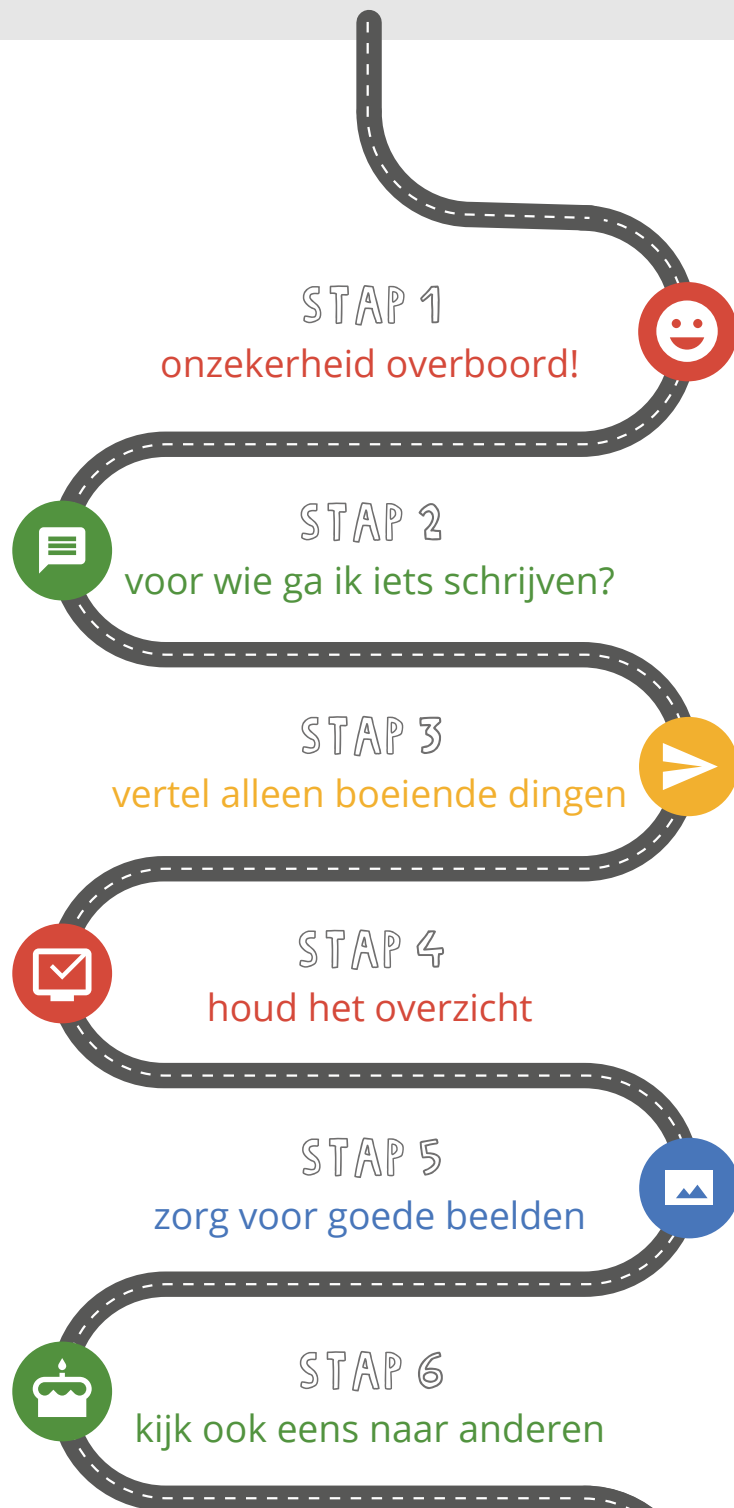 STAP 1
onzekerheid overboord!
STAP 2
voor wie ga ik iets schrijven?
STAP 3
vertel alleen boeiende dingen
STAP 4
houd het overzicht
STAP 5
zorg voor goede beelden
STAP 6
kijk ook eens naar anderen